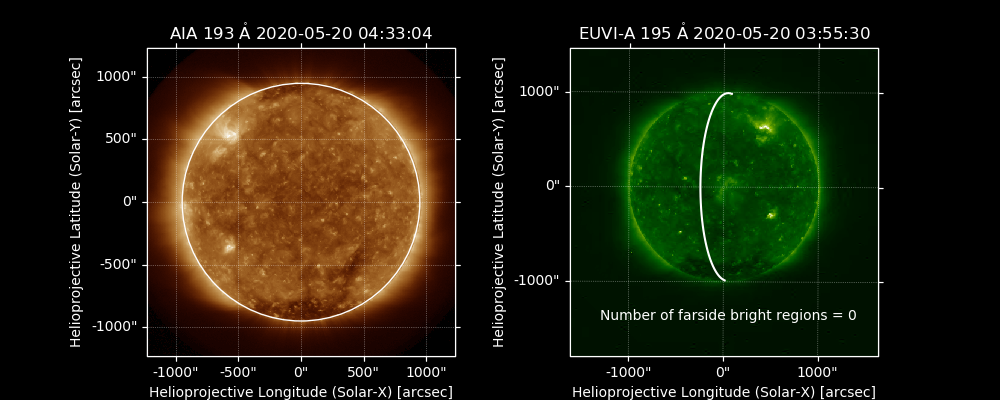 AIA 193 Å 2020-05-20 04:33:04
Helioprojective Latitude (Solar-Y) [arcsec]
1000"
500"
0"
-500"
-1000"
-1000"
-500"
0"
500"
1000"
Helioprojective Longitude (Solar-X) [arcsec]
EUVI-A 195 Å 2020-05-20 03:55:30
Helioprojective Latitude (Solar-Y) [arcsec]
1000"
0"
-1000"
Number of farside bright regions = 0
-1000"
0"
1000"
Helioprojective Longitude (Solar-X) [arcsec]